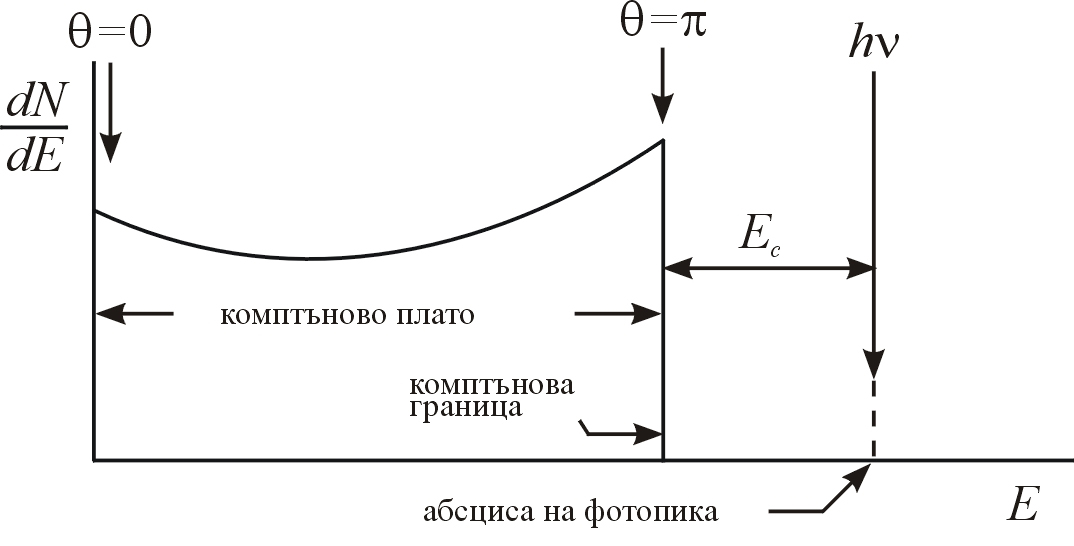 θ=0
θ=π
hν
dN
dE
E_c
комптъново плато
комптънова
граница
абсциса на фотопика
E